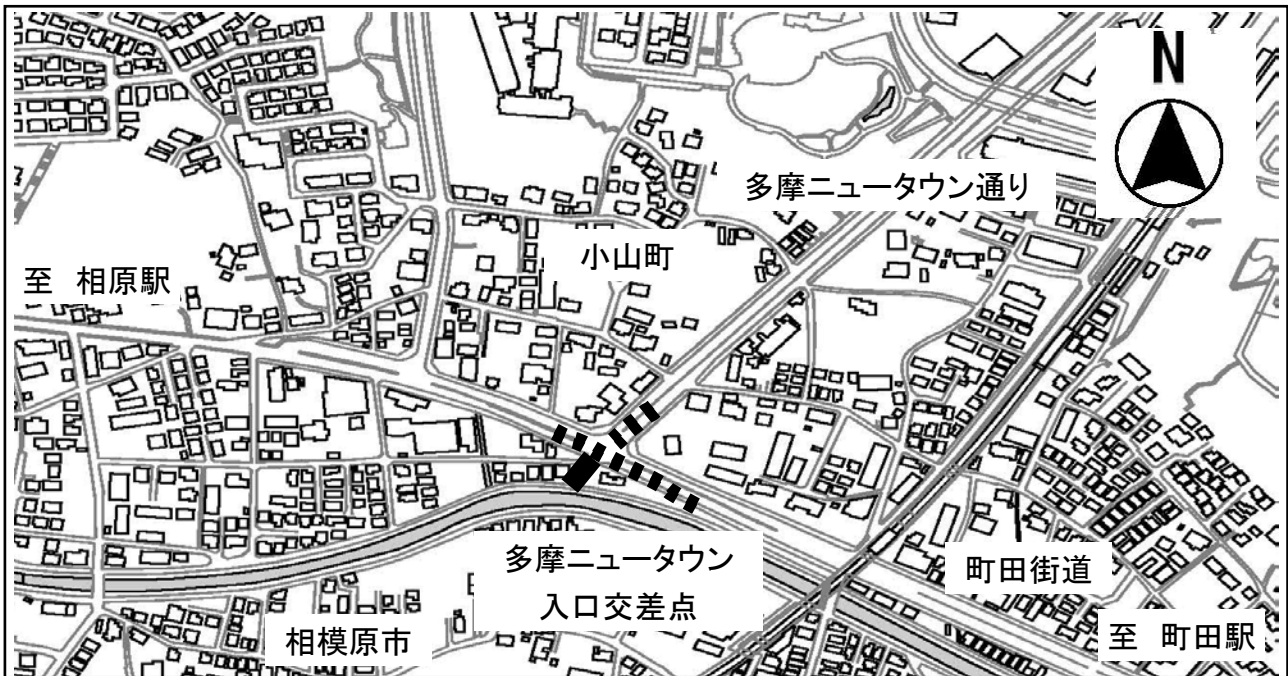 N
多摩ニュータウン通り
小山町
至 相原駅
多摩ニュータウン
入口交差点
町田街道
相模原市
至 町田駅